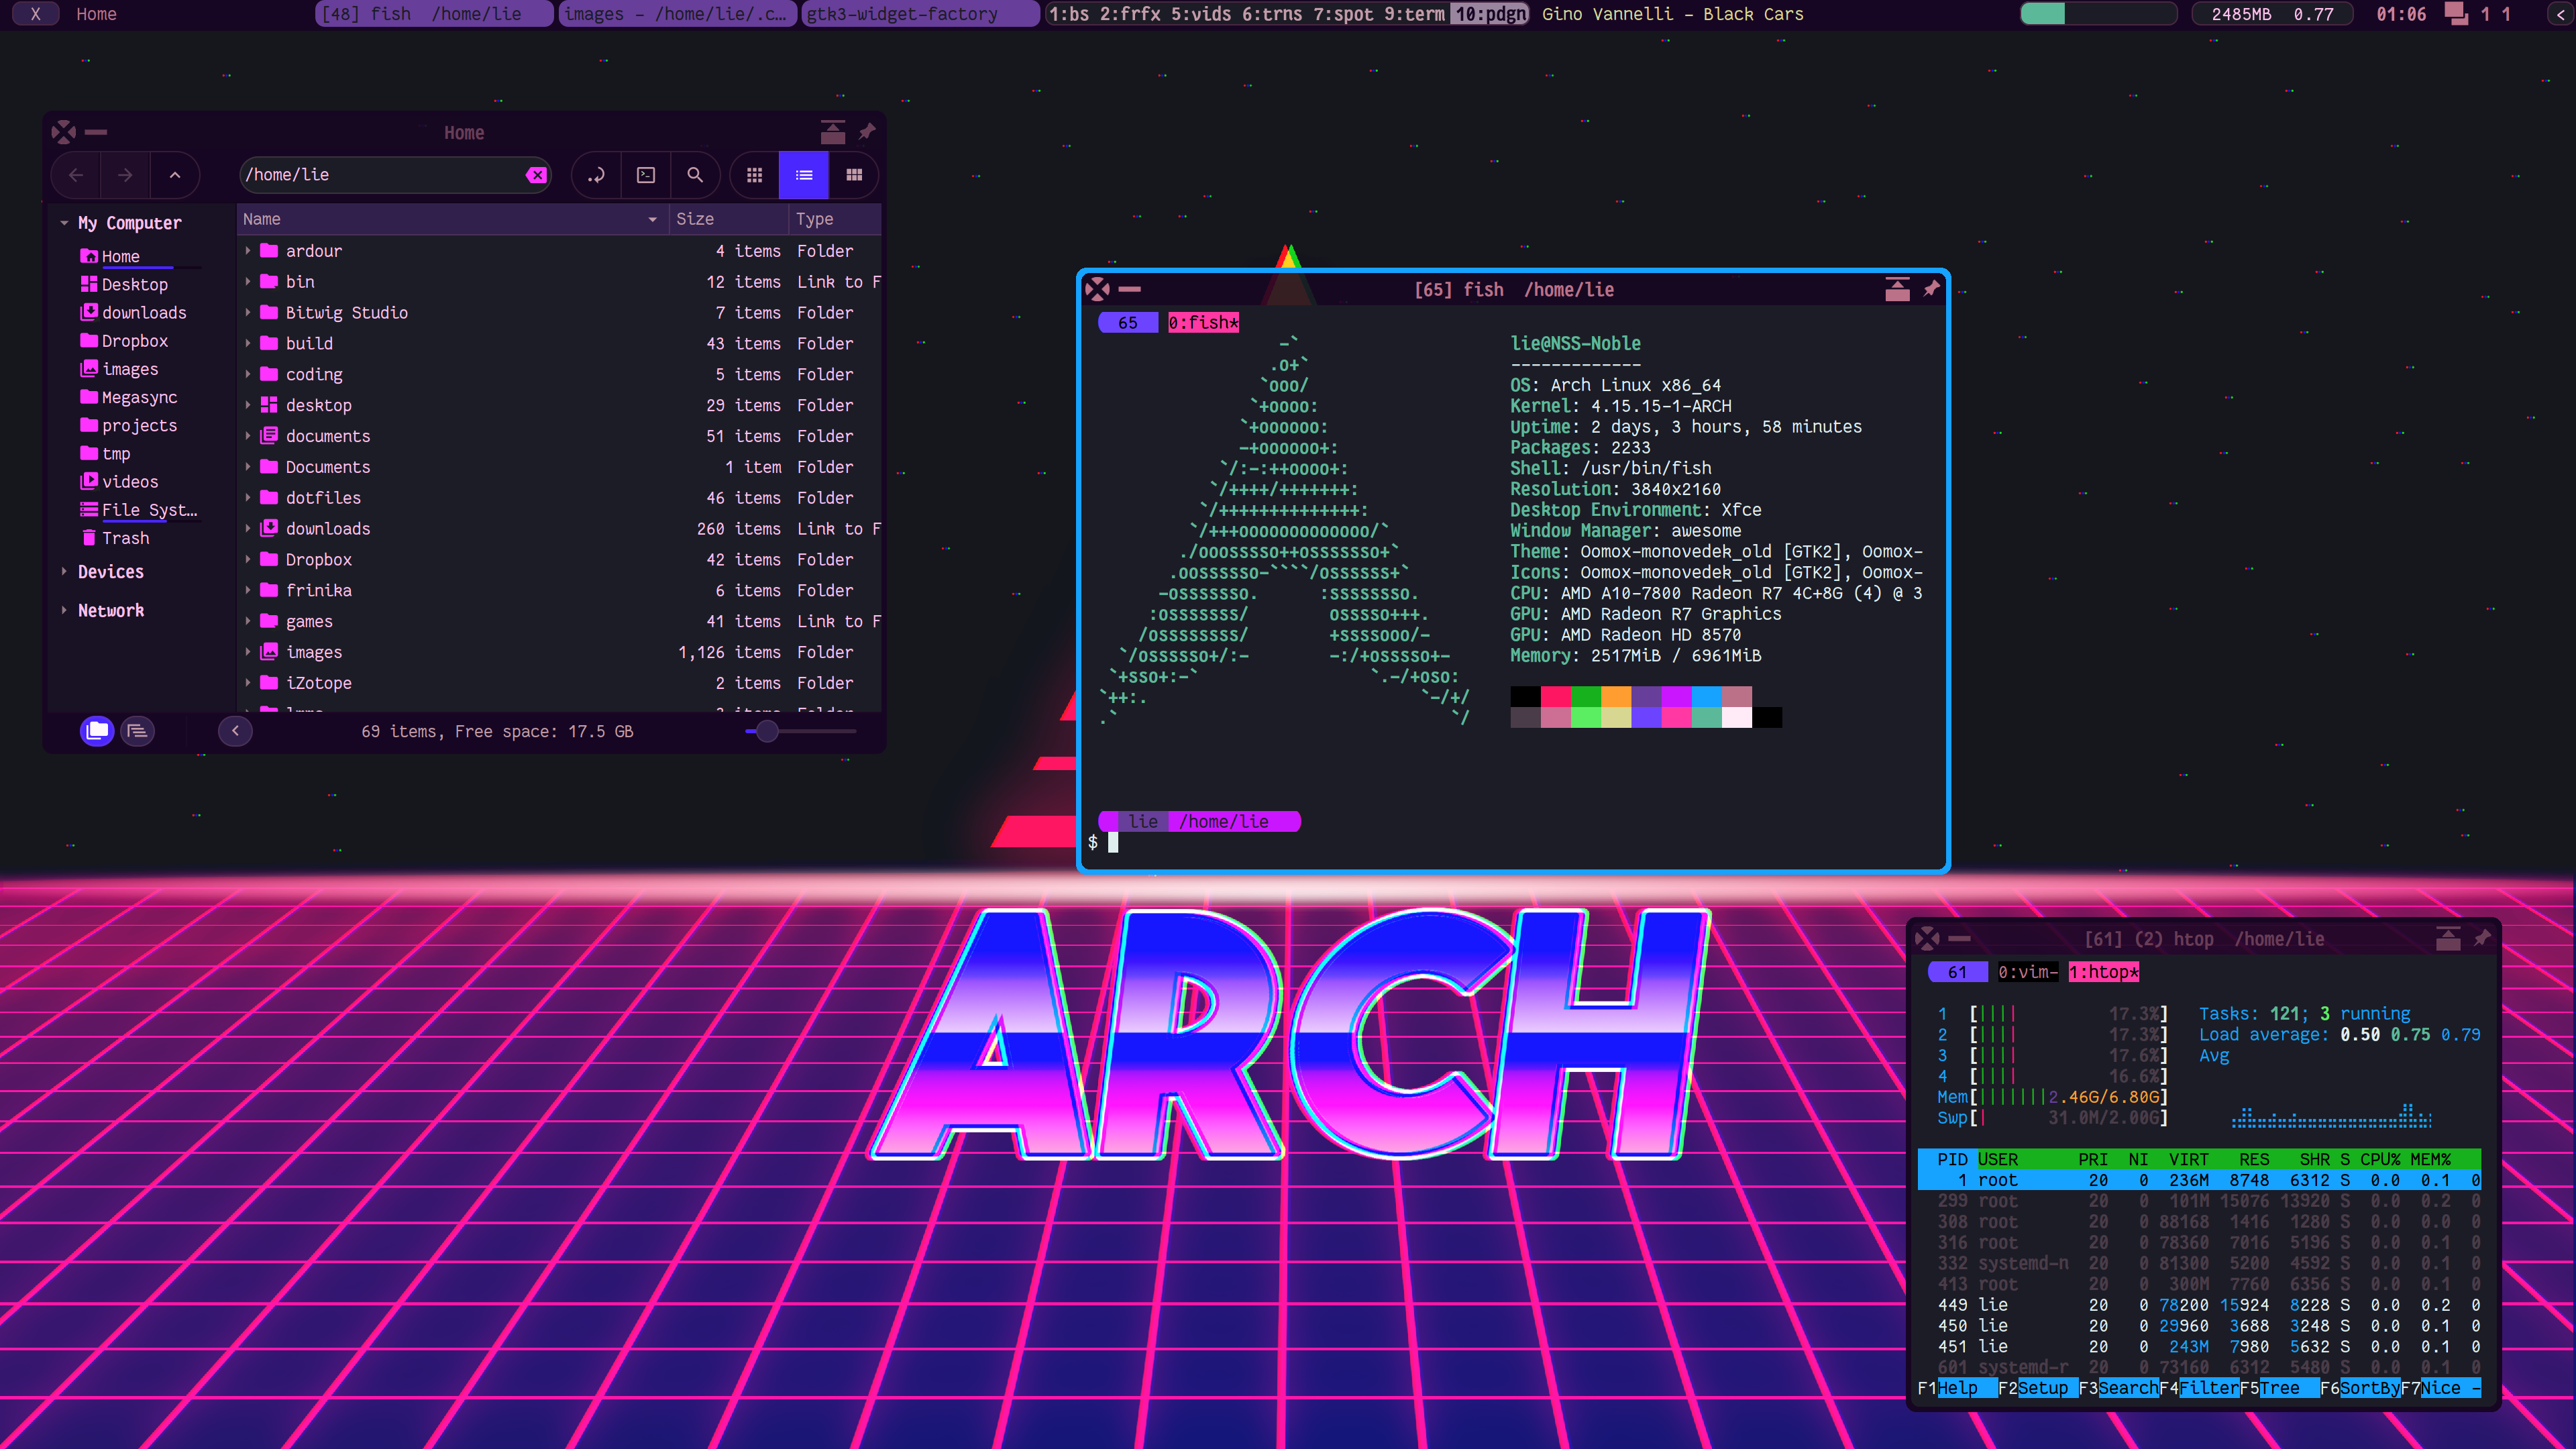 X Home [48] fish /home/lie images - /home/lie/.c… gtk3-widget-factory 1:bs 2:frfx 5:vids 6:trns 7:spot 9:term 10:pdgn Gino Vannelli - Black Cars 2485MB 0.77 01:06 1 1 <
Home
/home/lie
My Computer
Home
Desktop
downloads
Dropbox
images
Megasync
projects
tmp
videos
File Syst…
Trash
Devices
Network
Name Size Type
ardour 4 items Folder
bin 12 items Link to F
Bitwig Studio 7 items Folder
build 43 items Folder
coding 5 items Folder
desktop 29 items Folder
documents 51 items Folder
Documents 1 item Folder
dotfiles 46 items Folder
downloads 260 items Link to F
Dropbox 42 items Folder
frinika 6 items Folder
games 41 items Link to F
images 1,126 items Folder
iZotope 2 items Folder
69 items, Free space: 17.5 GB
[65] fish /home/lie
65 0:fish*
-`
.o+`
`ooo/
`+oooo:
`+oooooo:
-+oooooo+:
`/:-:++oooo+:
`/++++/+++++++:
`/++++++++++++++:
`/+++ooooooooooooo/`
./ooosssso++osssssso+`
.oossssso-````/ossssss+`
-osssssso. :ssssssso.
:osssssss/ osssso+++.
/ossssssss/ +ssssooo/-
`/ossssso+/:- -:/+osssso+-
`+sso+:-` `.-/+oso:
`++:. `-/+/
.` `/
lie@NSS-Noble
-------------
OS: Arch Linux x86_64
Kernel: 4.15.15-1-ARCH
Uptime: 2 days, 3 hours, 58 minutes
Packages: 2233
Shell: /usr/bin/fish
Resolution: 3840x2160
Desktop Environment: Xfce
Window Manager: awesome
Theme: Oomox-monovedek_old [GTK2], Oomox-
Icons: Oomox-monovedek_old [GTK2], Oomox-
CPU: AMD A10-7800 Radeon R7 4C+8G (4) @ 3
GPU: AMD Radeon R7 Graphics
GPU: AMD Radeon HD 8570
Memory: 2517MiB / 6961MiB
lie /home/lie
$
ARCH
[61] (2) htop /home/lie
61 0:vim- 1:htop*
1 [|||| 17.3%]
2 [|||| 17.3%]
3 [|||| 17.6%]
4 [|||| 16.6%]
Mem[|||||||2.46G/6.80G]
Swp[| 31.0M/2.00G]
Tasks: 121; 3 running
Load average: 0.50 0.75 0.79
Avg
PID USER PRI NI VIRT RES SHR S CPU% MEM%
1 root 20 0 236M 8748 6312 S 0.0 0.1 0
299 root 20 0 101M 15076 13920 S 0.0 0.2 0
308 root 20 0 88168 1416 1280 S 0.0 0.0 0
316 root 20 0 78360 7016 5196 S 0.0 0.1 0
332 systemd-n 20 0 81300 5200 4592 S 0.0 0.1 0
413 root 20 0 300M 7760 6356 S 0.0 0.1 0
449 lie 20 0 78200 15924 8228 S 0.0 0.2 0
450 lie 20 0 29960 3688 3248 S 0.0 0.1 0
451 lie 20 0 243M 7980 5632 S 0.0 0.1 0
601 systemd-r 20 0 73160 6312 5480 S 0.0 0.1 0
F1Help F2Setup F3SearchF4FilterF5Tree F6SortByF7Nice -